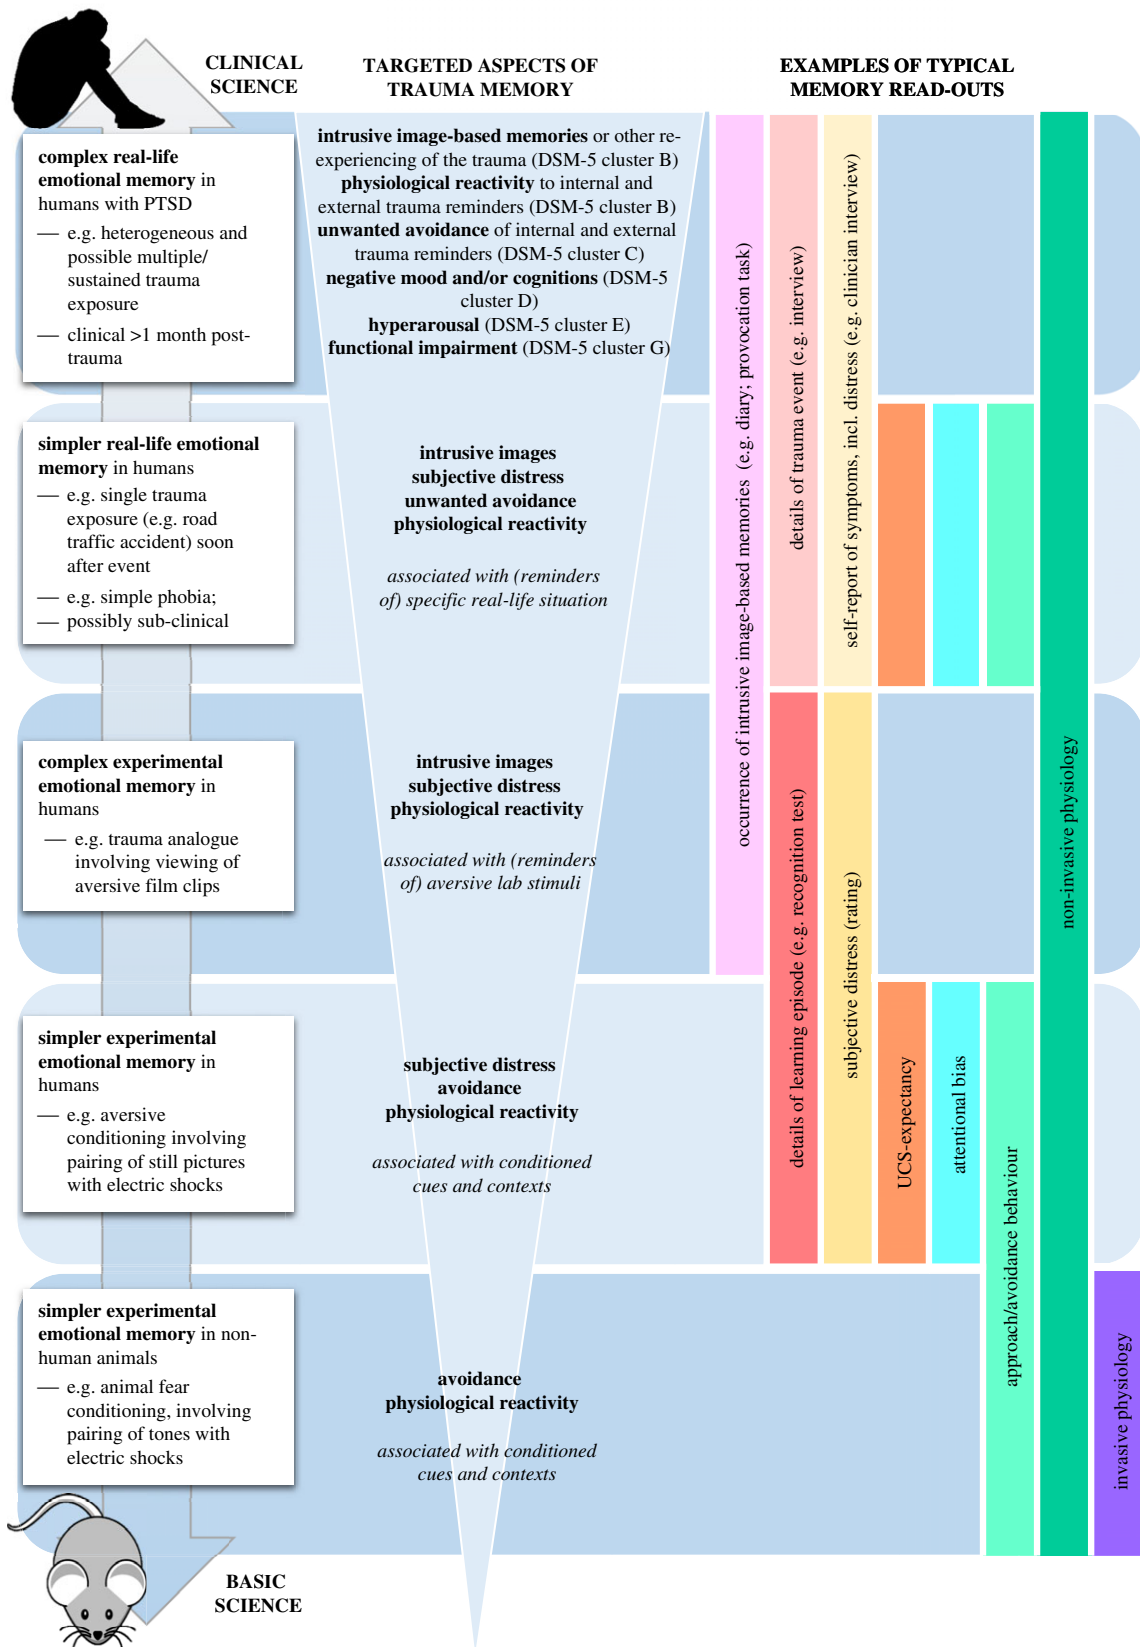 CLINICAL
SCIENCE
TARGETED ASPECTS OF
TRAUMA MEMORY
EXAMPLES OF TYPICAL
MEMORY READ-OUTS
complex real-life
emotional memory in
humans with PTSD
— e.g. heterogeneous and
possible multiple/
sustained trauma
exposure
— clinical >1 month post-
trauma
intrusive image-based memories or other re-
experiencing of the trauma (DSM-5 cluster B)
physiological reactivity to internal and
external trauma reminders (DSM-5 cluster B)
unwanted avoidance of internal and external
trauma reminders (DSM-5 cluster C)
negative mood and/or cognitions (DSM-5
cluster D)
hyperarousal (DSM-5 cluster E)
functional impairment (DSM-5 cluster G)
simpler real-life emotional
memory in humans
— e.g. single trauma
exposure (e.g. road
traffic accident) soon
after event
— e.g. simple phobia;
— possibly sub-clinical
intrusive images
subjective distress
unwanted avoidance
physiological reactivity
associated with (reminders
of) specific real-life situation
complex experimental
emotional memory in
humans
— e.g. trauma analogue
involving viewing of
aversive film clips
intrusive images
subjective distress
physiological reactivity
associated with (reminders
of) aversive lab stimuli
simpler experimental
emotional memory in
humans
— e.g. aversive
conditioning involving
pairing of still pictures
with electric shocks
subjective distress
avoidance
physiological reactivity
associated with conditioned
cues and contexts
simpler experimental
emotional memory in non-
human animals
— e.g. animal fear
conditioning, involving
pairing of tones with
electric shocks
avoidance
physiological reactivity
associated with conditioned
cues and contexts
BASIC
SCIENCE
occurrence of intrusive image-based memories (e.g. diary; provocation task)
details of trauma event (e.g. interview)
self-report of symptoms, incl. distress (e.g. clinician interview)
details of learning episode (e.g. recognition test)
subjective distress (rating)
UCS-expectancy
attentional bias
approach/avoidance behaviour
non-invasive physiology
invasive physiology